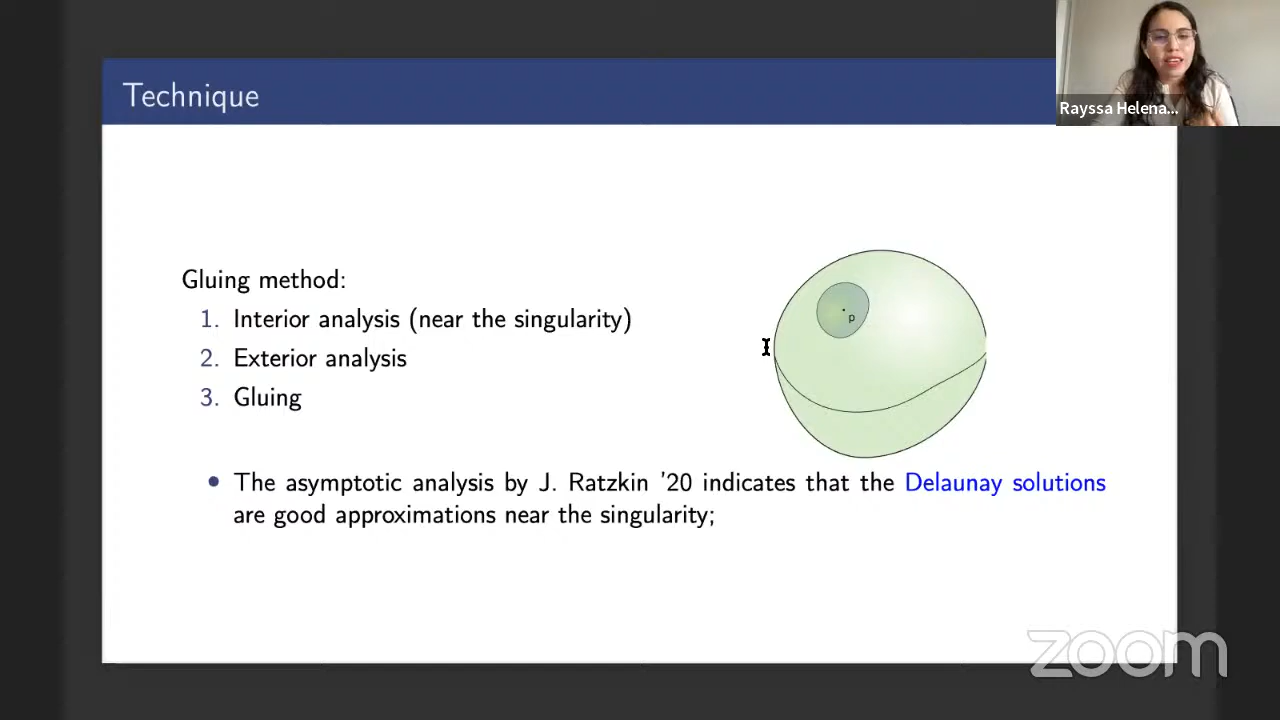 Technique
Rayssa Helena...
Gluing method:
1. Interior analysis (near the singularity)
p
2. Exterior analysis
3. Gluing
• The asymptotic analysis by J. Ratzkin '20 indicates that the Delaunay solutions
are good approximations near the singularity;
zoom